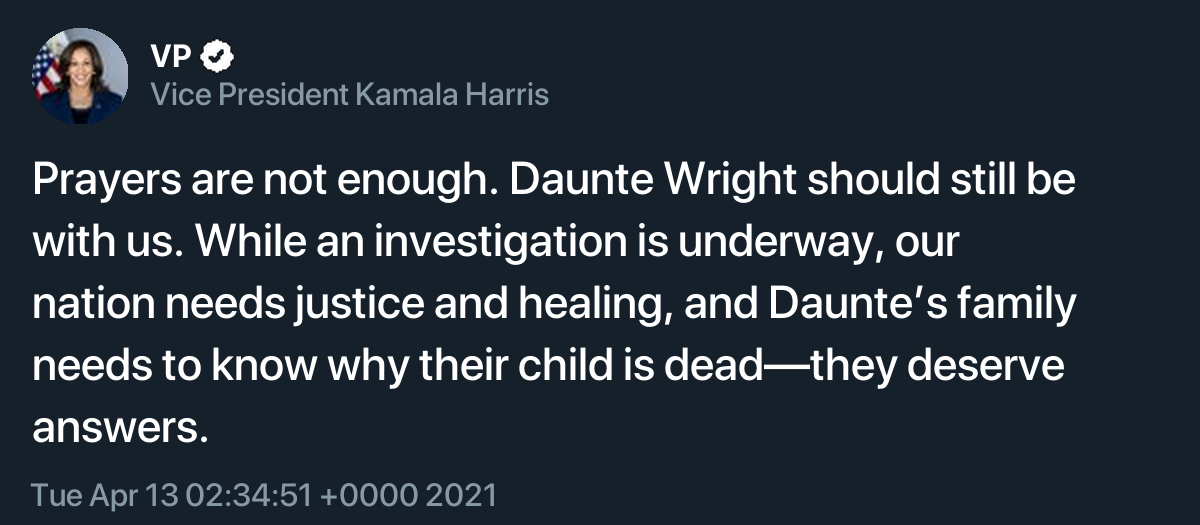 VP
Vice President Kamala Harris
Prayers are not enough. Daunte Wright should still be
with us. While an investigation is underway, our
nation needs justice and healing, and Daunte’s family
needs to know why their child is dead—they deserve
answers.
Tue Apr 13 02:34:51 +0000 2021